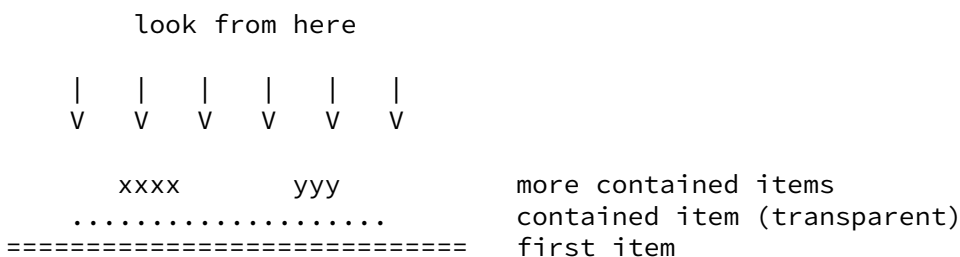 look from here
|   |   |   |   |   |
V   V   V   V   V   V
xxxx       yyy           more contained items
....................        contained item (transparent)
=============================   first item